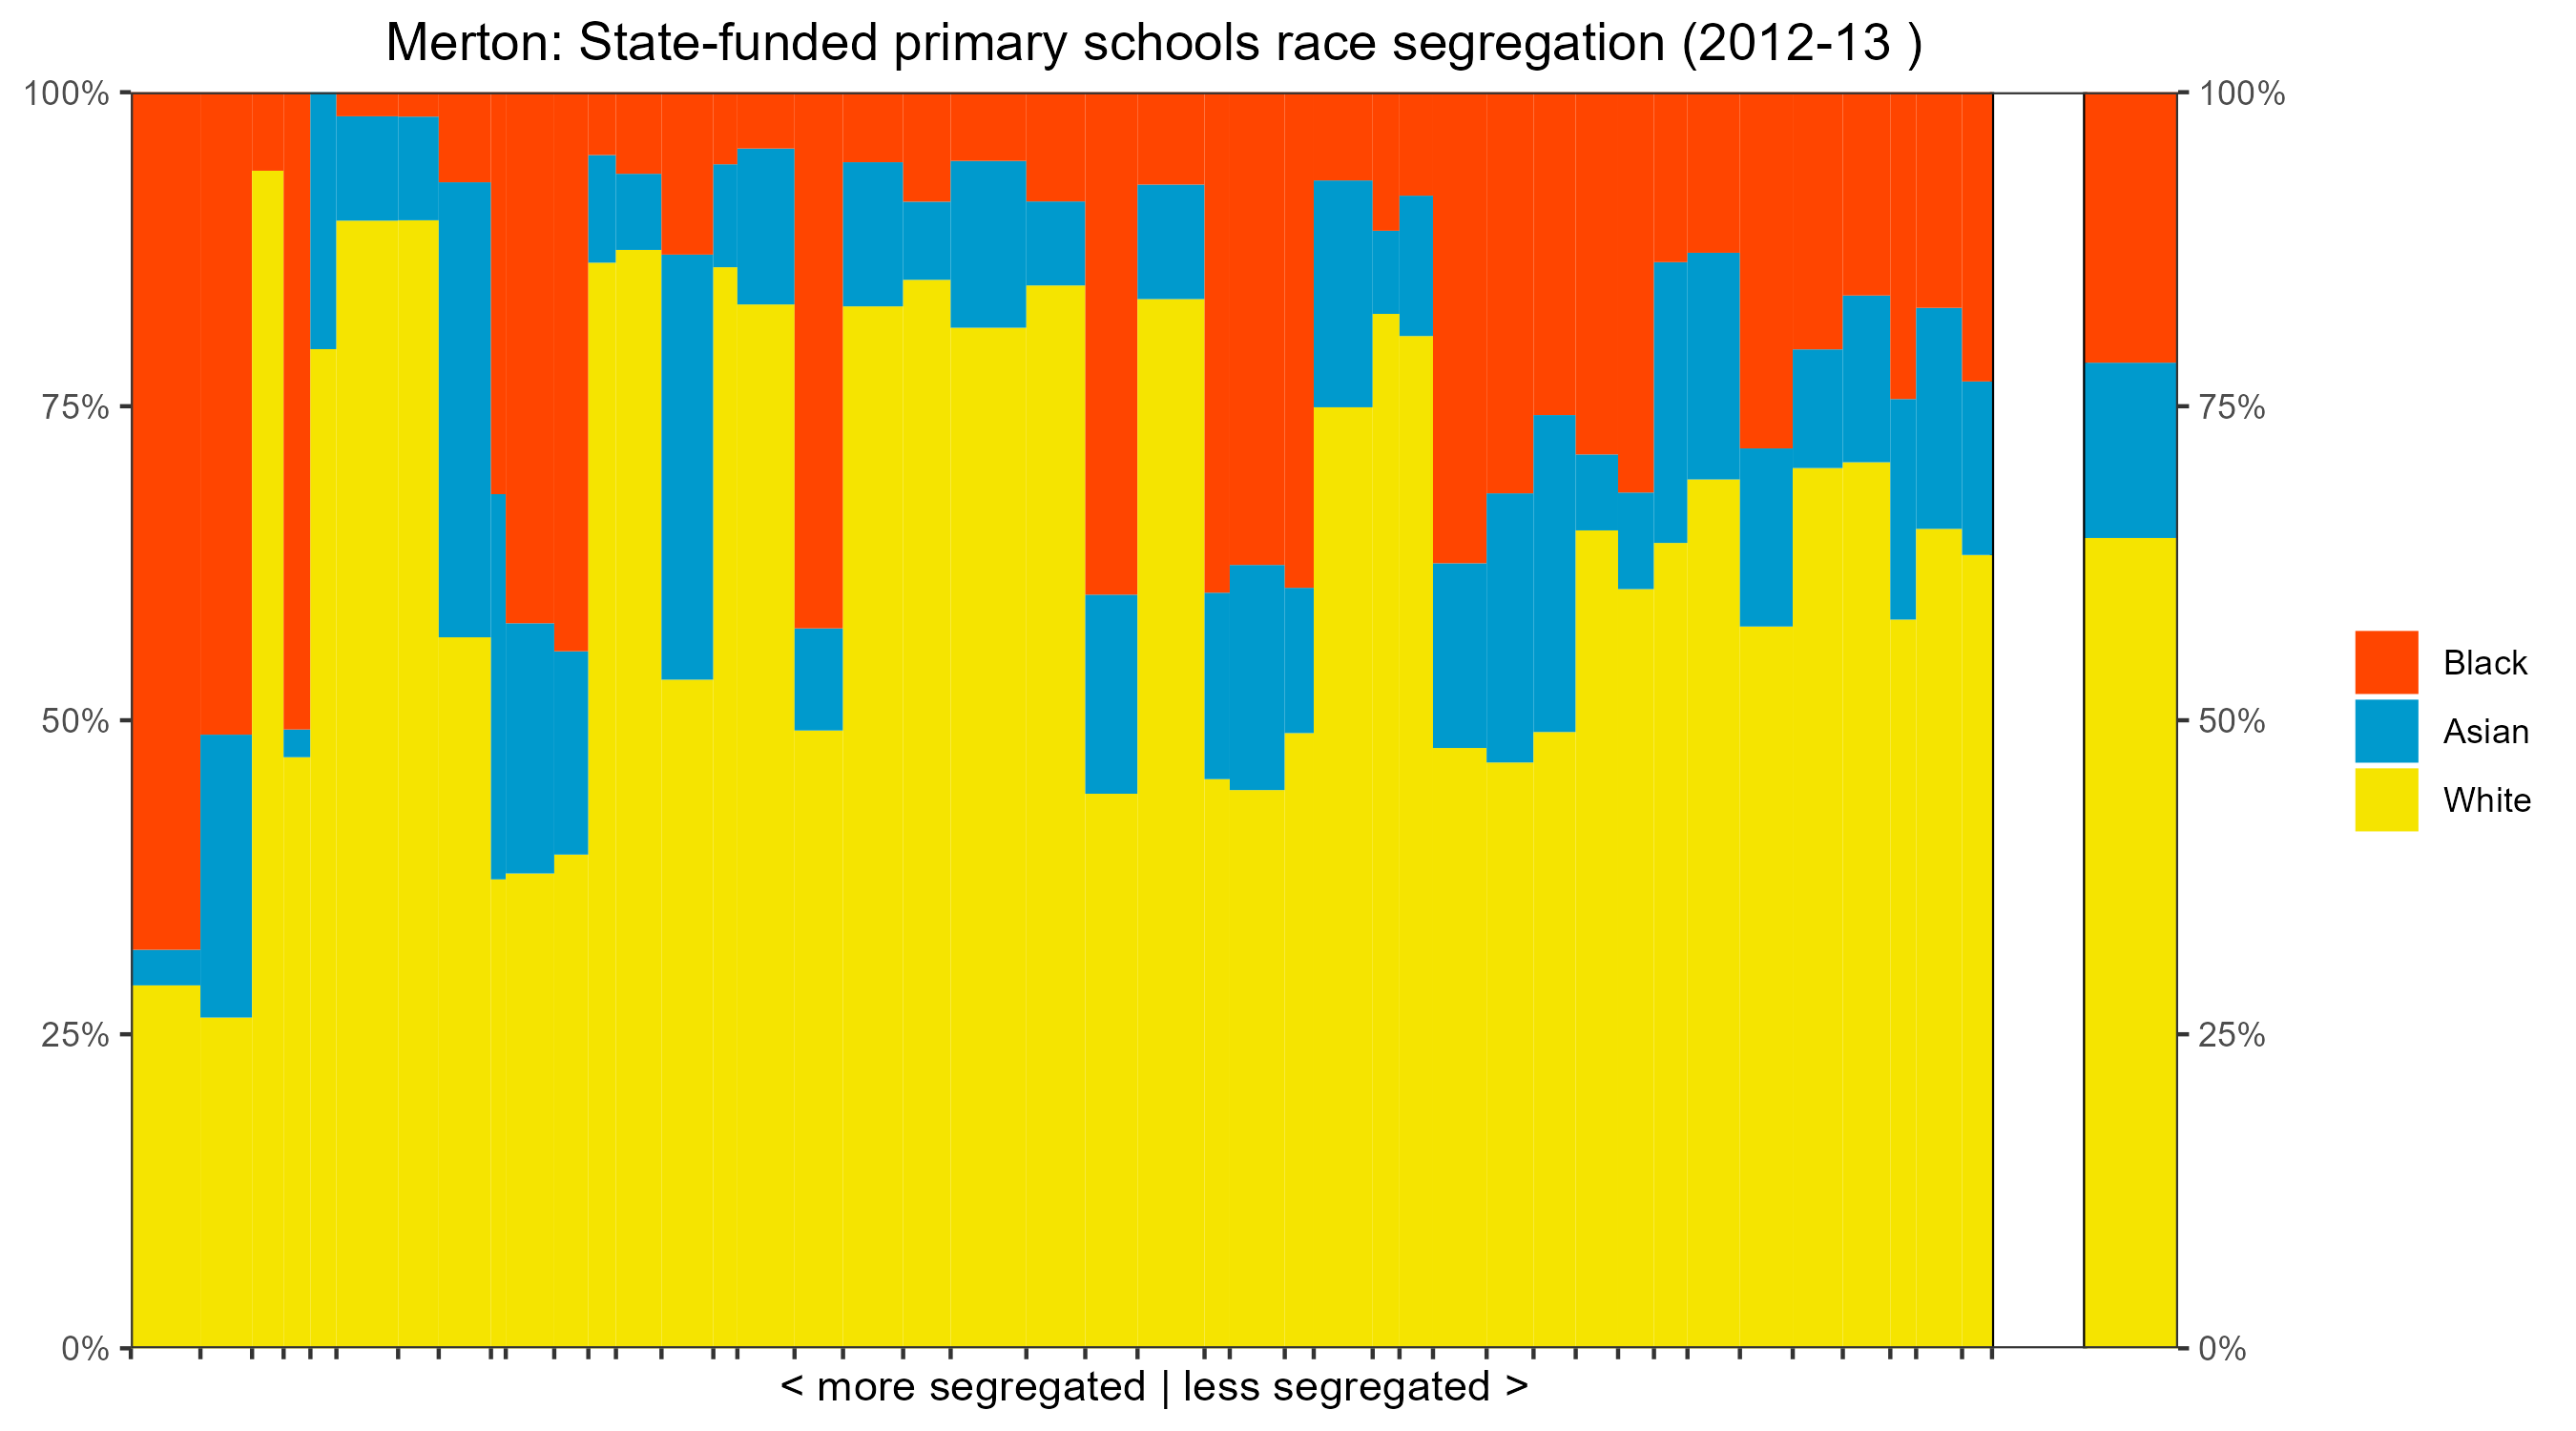 Merton: State-funded primary schools race segregation (2012-13 )
100%
75%
50%
25%
0%
100%
75%
50%
25%
0%
Black
Asian
White
< more segregated | less segregated >